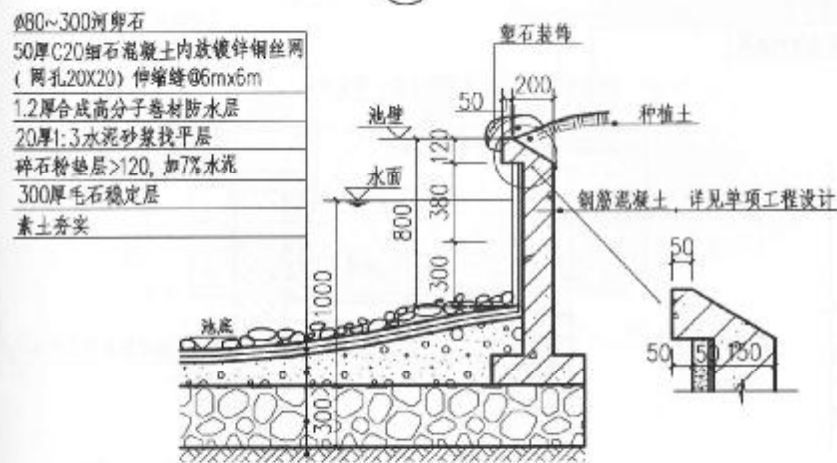 φ80~300河卵石
50厚C20细石混凝土内放镀锌钢丝网
(网孔20X20) 伸缩缝@6mx6m
1.2厚合成高分子卷材防水层
20厚1:3水泥砂浆找平层
碎石粉垫层>120, 加7%水泥
300厚毛石稳定层
素土夯实
塑石装饰
50
200
池壁
种植土
120
水面
380
800
钢筋混凝土, 详见单项工程设计
50
300
1000
池底
50
50
150
300